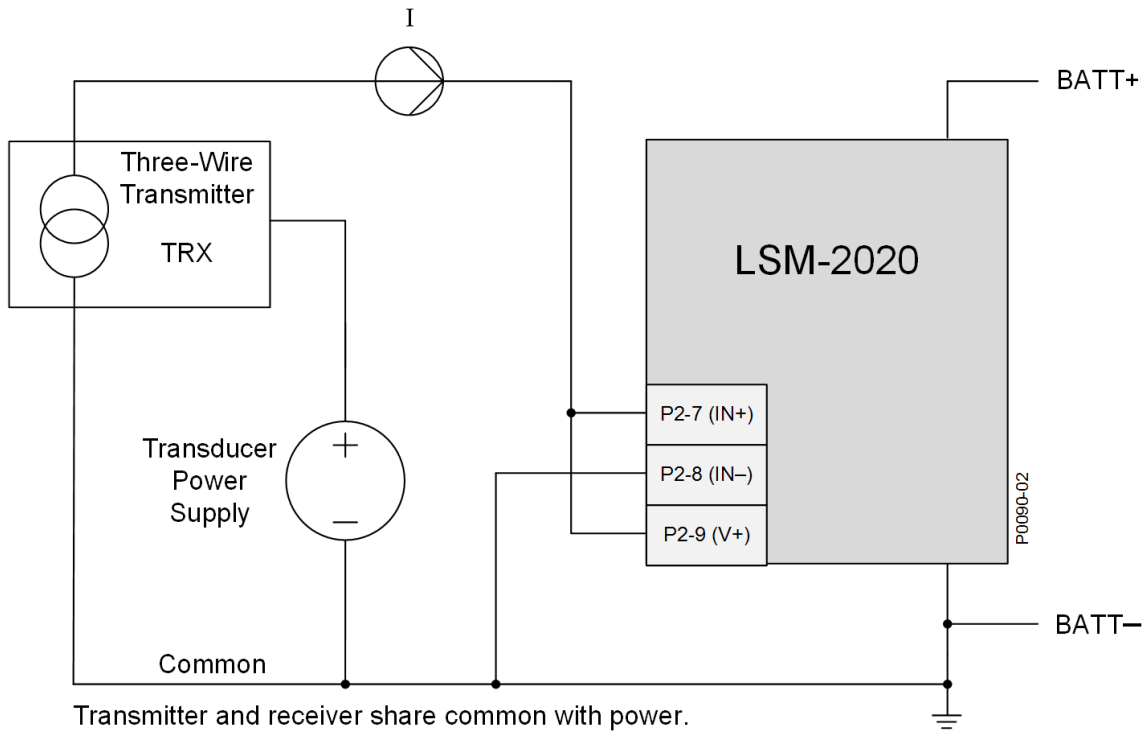 I
BATT+
Three-Wire
Transmitter
TRX
LSM-2020
P2-7 (IN+)
P2-8 (IN–)
P2-9 (V+)
Transducer
Power
Supply
+
–
P0090-02
BATT–
Common
Transmitter and receiver share common with power.